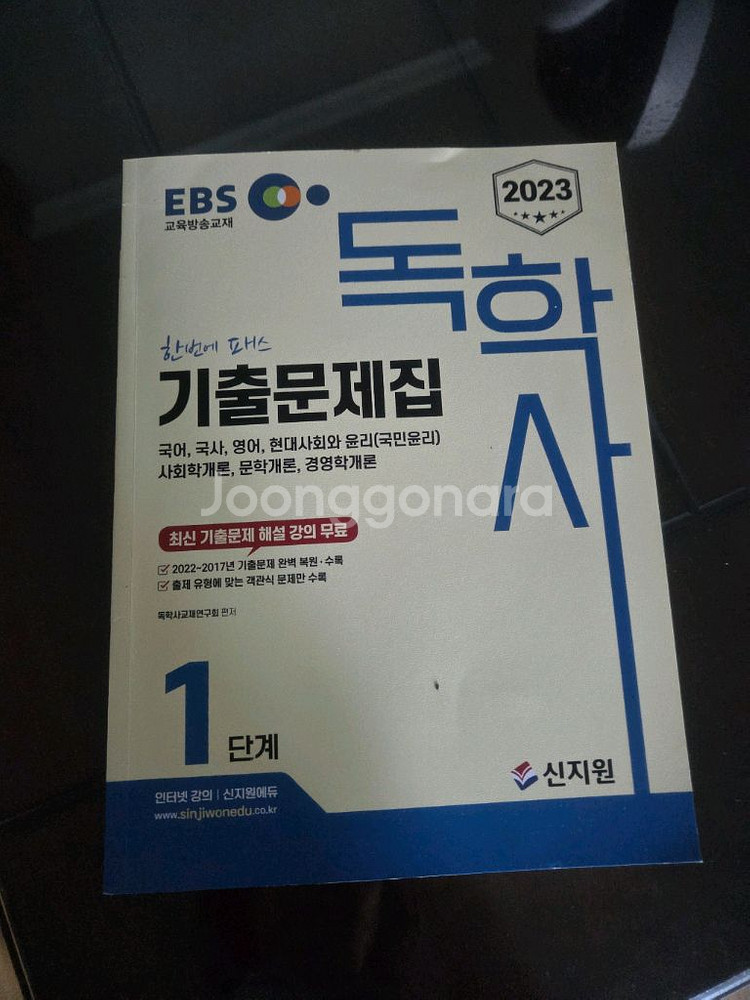 EBS
교육방송교재
2023
독학사
한번에 패스
기출문제집
국어, 국사, 영어, 현대사회와 윤리(국민윤리)
사회학개론, 문학개론, 경영학개론
Joonggonara
최신 기출문제 해설 강의 무료
2022~2017년 기출문제 완벽 복원·수록
출제 유형에 맞는 객관식 문제만 수록
독학사교재연구회 편저
1단계
신지원
인터넷 강의 | 신지원에듀
www.sinjiwonedu.co.kr